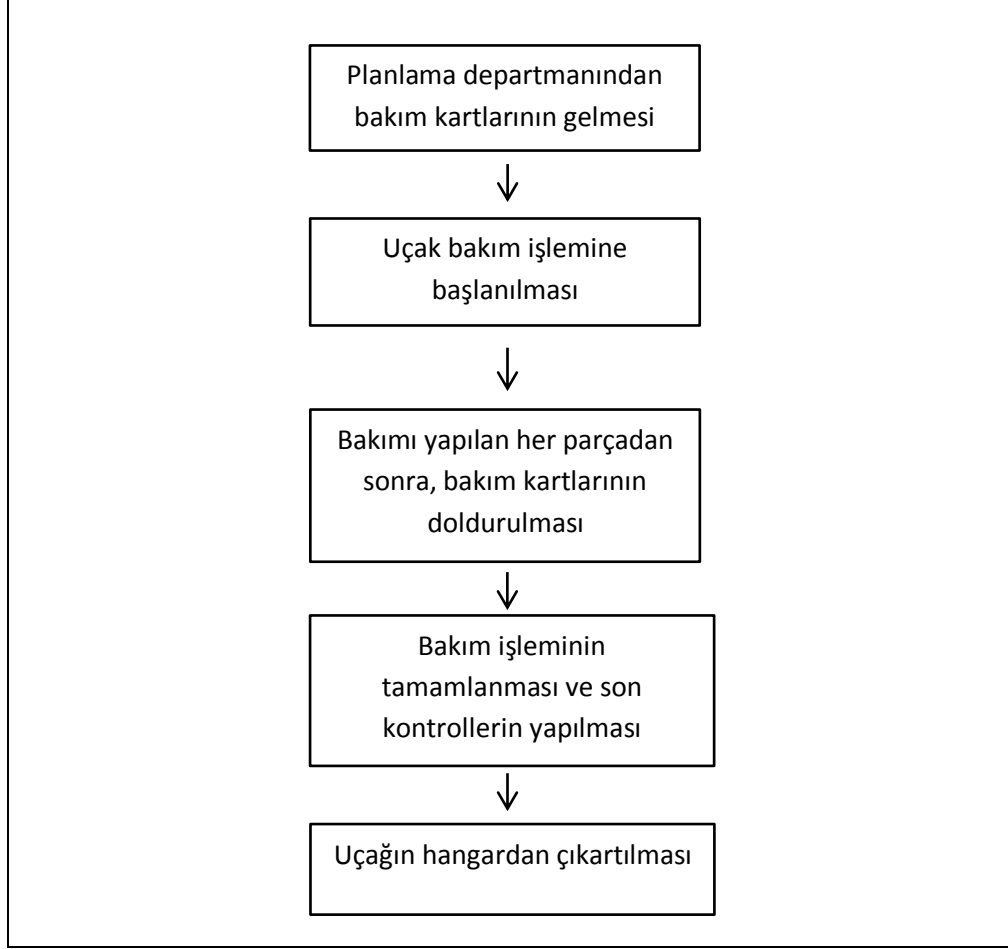 Planlama departmanından
bakım kartlarının gelmesi
Uçak bakım işlemine
başlanılması
Bakımı yapılan her parçadan
sonra, bakım kartlarının
doldurulması
Bakım işleminin
tamamlanması ve son
kontrollerin yapılması
Uçağın hangardan çıkartılması